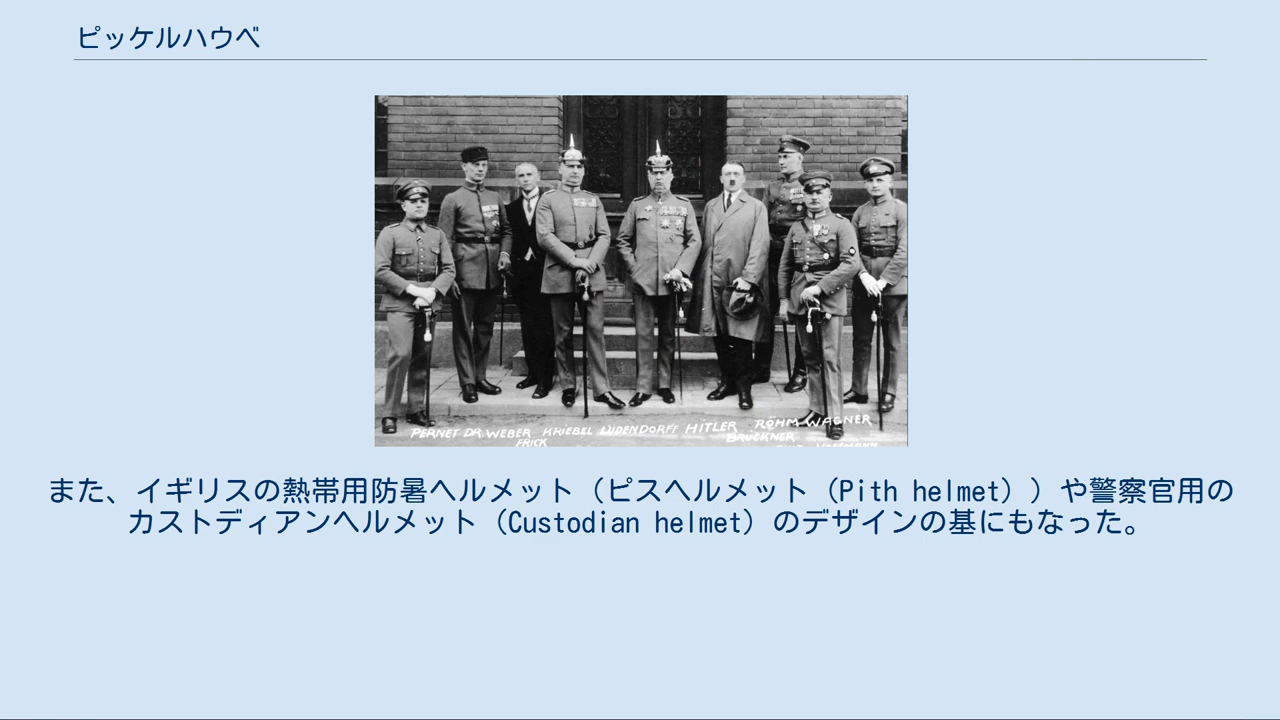 ピッケルハウベ
PERNET DR WEBER KRIEBEL LUDENDORFF HITLER RÖHM WAGNER
FRICK BRÜCKNER
また、イギリスの熱帯用防暑ヘルメット（ピスヘルメット（Pith helmet））や警察官用の
カストディアンヘルメット（Custodian helmet）のデザインの基にもなった。